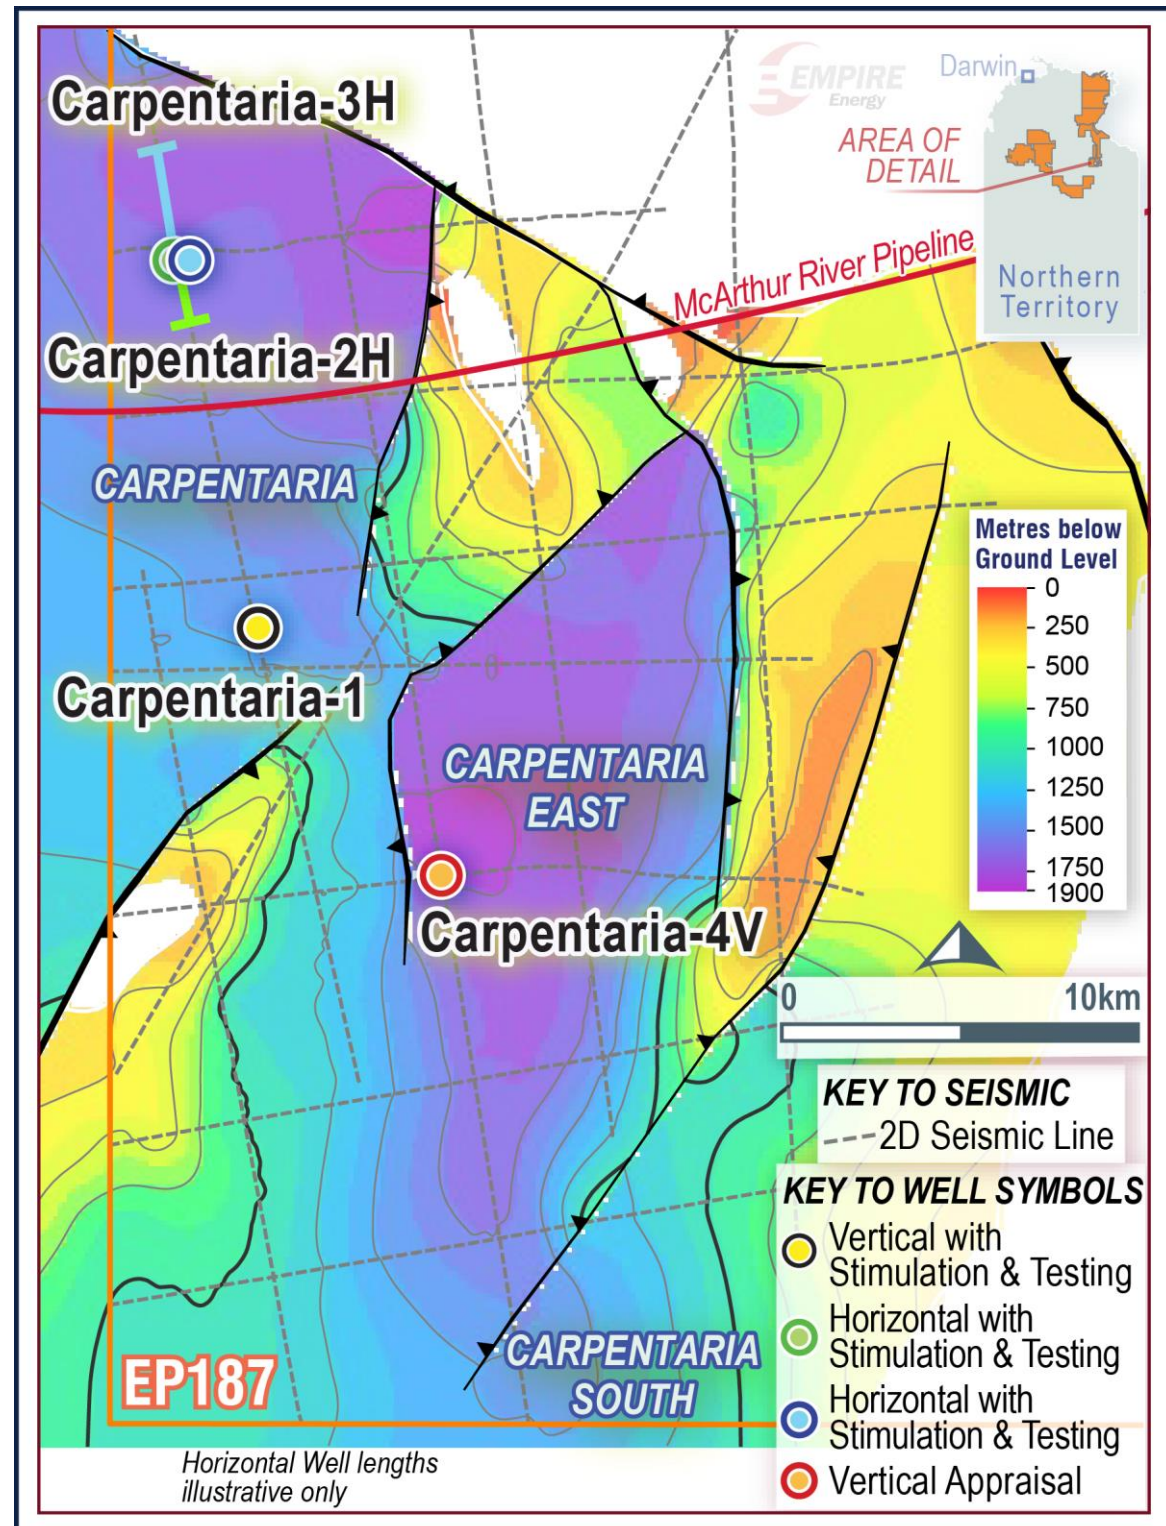 EMPIRE
Energy
Darwin
AREA OF
DETAIL
Northern
Territory
Carpentaria-3H
McArthur River Pipeline
Carpentaria-2H
CARPENTARIA
Metres below
Ground Level
0
250
500
750
1000
1250
1500
1750
1900
Carpentaria-1
CARPENTARIA
EAST
Carpentaria-4V
0
10km
KEY TO SEISMIC
2D Seismic Line
KEY TO WELL SYMBOLS
Vertical with
Stimulation & Testing
Horizontal with
Stimulation & Testing
Horizontal with
Stimulation & Testing
Vertical Appraisal
CARPENTARIA
SOUTH
EP187
Horizontal Well lengths
illustrative only